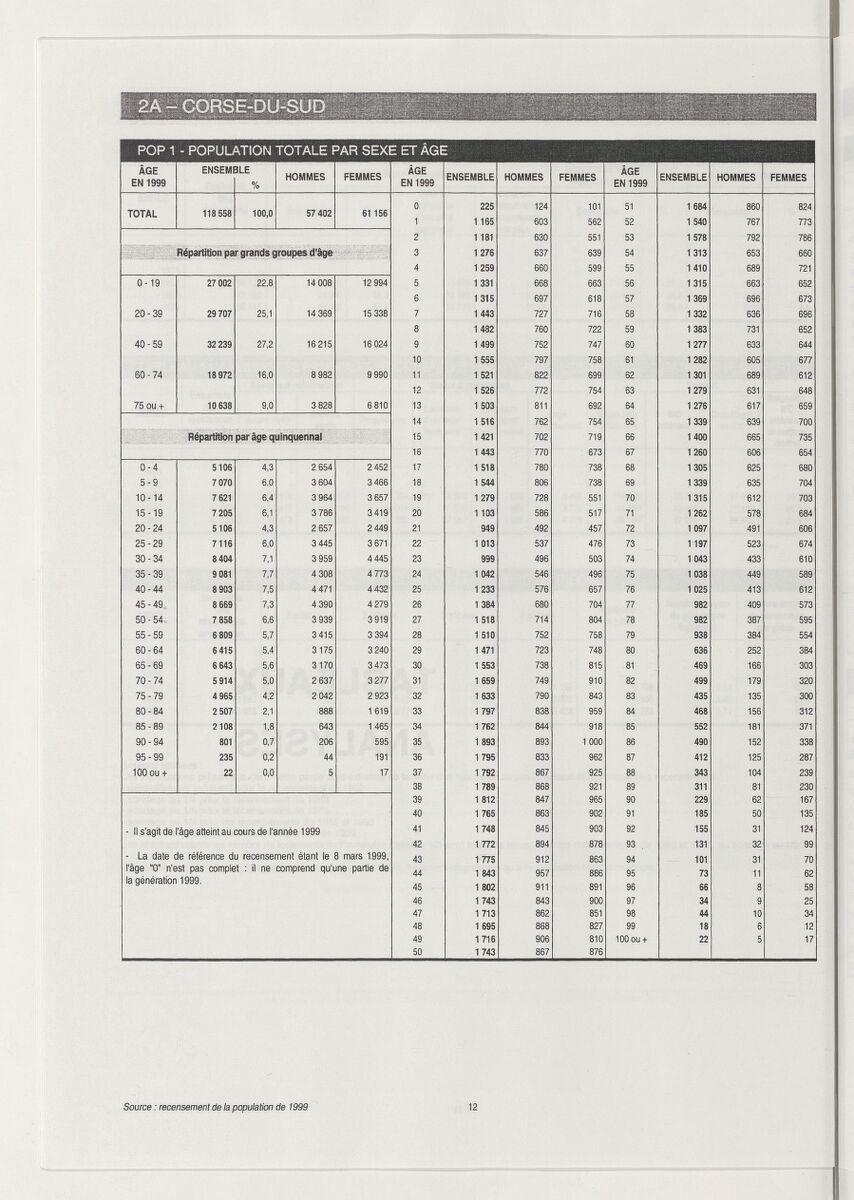 2A – CORSE-DU-SUD
POP 1 - POPULATION TOTALE PAR SEXE ET ÂGE
ÂGE EN 1999 ENSEMBLE % HOMMES FEMMES
TOTAL 118 558 100,0 57 402 61 156
Répartition par grands groupes d'âge
0 - 19 27 002 22,8 14 008 12 994
20 - 39 29 707 25,1 14 369 15 338
40 - 59 32 239 27,2 16 215 16 024
60 - 74 18 972 16,0 8 982 9 990
75 ou + 10 638 9,0 3 828 6 810
Répartition par âge quinquennal
0 - 4 5 106 4,3 2 654 2 452
5 - 9 7 070 6,0 3 604 3 466
10 - 14 7 621 6,4 3 964 3 657
15 - 19 7 205 6,1 3 786 3 419
20 - 24 5 106 4,3 2 657 2 449
25 - 29 7 116 6,0 3 445 3 671
30 - 34 8 404 7,1 3 959 4 445
35 - 39 9 081 7,7 4 308 4 773
40 - 44 8 903 7,5 4 471 4 432
45 - 49 8 669 7,3 4 390 4 279
50 - 54 7 858 6,6 3 939 3 919
55 - 59 6 809 5,7 3 415 3 394
60 - 64 6 415 5,4 3 175 3 240
65 - 69 6 643 5,6 3 170 3 473
70 - 74 5 914 5,0 2 637 3 277
75 - 79 4 965 4,2 2 042 2 923
80 - 84 2 507 2,1 888 1 619
85 - 89 2 108 1,8 643 1 465
90 - 94 801 0,7 206 595
95 - 99 235 0,2 44 191
100 ou + 22 0,0 5 17
- Il s'agit de l'âge atteint au cours de l'année 1999
- La date de référence du recensement étant le 8 mars 1999,
l'âge "0" n'est pas complet : il ne comprend qu'une partie de
la génération 1999.
ÂGE EN 1999 ENSEMBLE HOMMES FEMMES
0 225 124 101
1 1 165 603 562
2 1 181 630 551
3 1 276 637 639
4 1 259 660 599
5 1 331 668 663
6 1 315 697 618
7 1 443 727 716
8 1 482 760 722
9 1 499 752 747
10 1 555 797 758
11 1 521 822 699
12 1 526 772 754
13 1 503 811 692
14 1 516 762 754
15 1 421 702 719
16 1 443 770 673
17 1 518 780 738
18 1 544 806 738
19 1 279 728 551
20 1 103 586 517
21 949 492 457
22 1 013 537 476
23 999 496 503
24 1 042 546 496
25 1 233 576 657
26 1 384 680 704
27 1 518 714 804
28 1 510 752 758
29 1 471 723 748
30 1 553 738 815
31 1 659 749 910
32 1 633 790 843
33 1 797 838 959
34 1 762 844 918
35 1 893 893 1 000
36 1 795 833 962
37 1 792 867 925
38 1 789 868 921
39 1 812 847 965
40 1 765 863 902
41 1 748 845 903
42 1 772 894 878
43 1 775 912 863
44 1 843 957 886
45 1 802 911 891
46 1 743 843 900
47 1 713 862 851
48 1 695 868 827
49 1 716 906 810
50 1 743 867 876
ÂGE EN 1999 ENSEMBLE HOMMES FEMMES
51 1 684 860 824
52 1 540 767 773
53 1 578 792 786
54 1 313 653 660
55 1 410 689 721
56 1 315 663 652
57 1 369 696 673
58 1 332 636 696
59 1 383 731 652
60 1 277 633 644
61 1 282 605 677
62 1 301 689 612
63 1 279 631 648
64 1 276 617 659
65 1 339 639 700
66 1 400 665 735
67 1 260 606 654
68 1 305 625 680
69 1 339 635 704
70 1 315 612 703
71 1 262 578 684
72 1 097 491 606
73 1 197 523 674
74 1 043 433 610
75 1 038 449 589
76 1 025 413 612
77 982 409 573
78 982 387 595
79 938 384 554
80 636 252 384
81 469 166 303
82 499 179 320
83 435 135 300
84 468 156 312
85 552 181 371
86 490 152 338
87 412 125 287
88 343 104 239
89 311 81 230
90 229 62 167
91 185 50 135
92 155 31 124
93 131 32 99
94 101 31 70
95 73 11 62
96 66 8 58
97 34 9 25
98 44 10 34
99 18 6 12
100 ou + 22 5 17
Source : recensement de la population de 1999
12